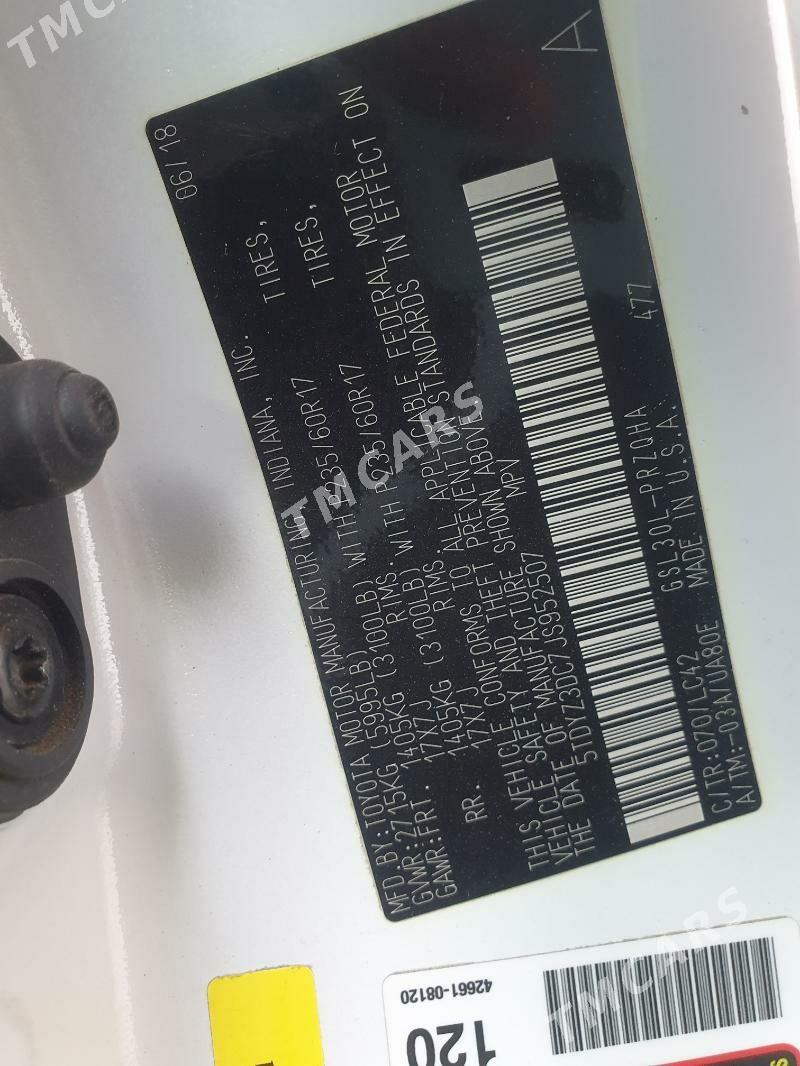 MFD.BY:TOYOTA MOTOR MANUFACTURING INDIANA, INC. 06/18
GVWR:2715KG (5995LB)
GAWR:FRT. 1405KG (3100LB) WITH P235/60R17 TIRES,
17X7J RIMS.
RR. 1405KG (3100LB) WITH P235/60R17 TIRES,
17X7J RIMS.
THIS VEHICLE CONFORMS TO ALL APPLICABLE FEDERAL MOTOR
VEHICLE SAFETY AND THEFT PREVENTION STANDARDS IN EFFECT ON
THE DATE OF MANUFACTURE SHOWN ABOVE.
5TDYZ3DC7JS952507 MPV
A
C/TR:070/LC42 GSL30L-PRZQHA 477
A/TM:-03A/UA80E MADE IN U.S.A.
42661-08120
120
TMCARS
TMCARS
TMCARS